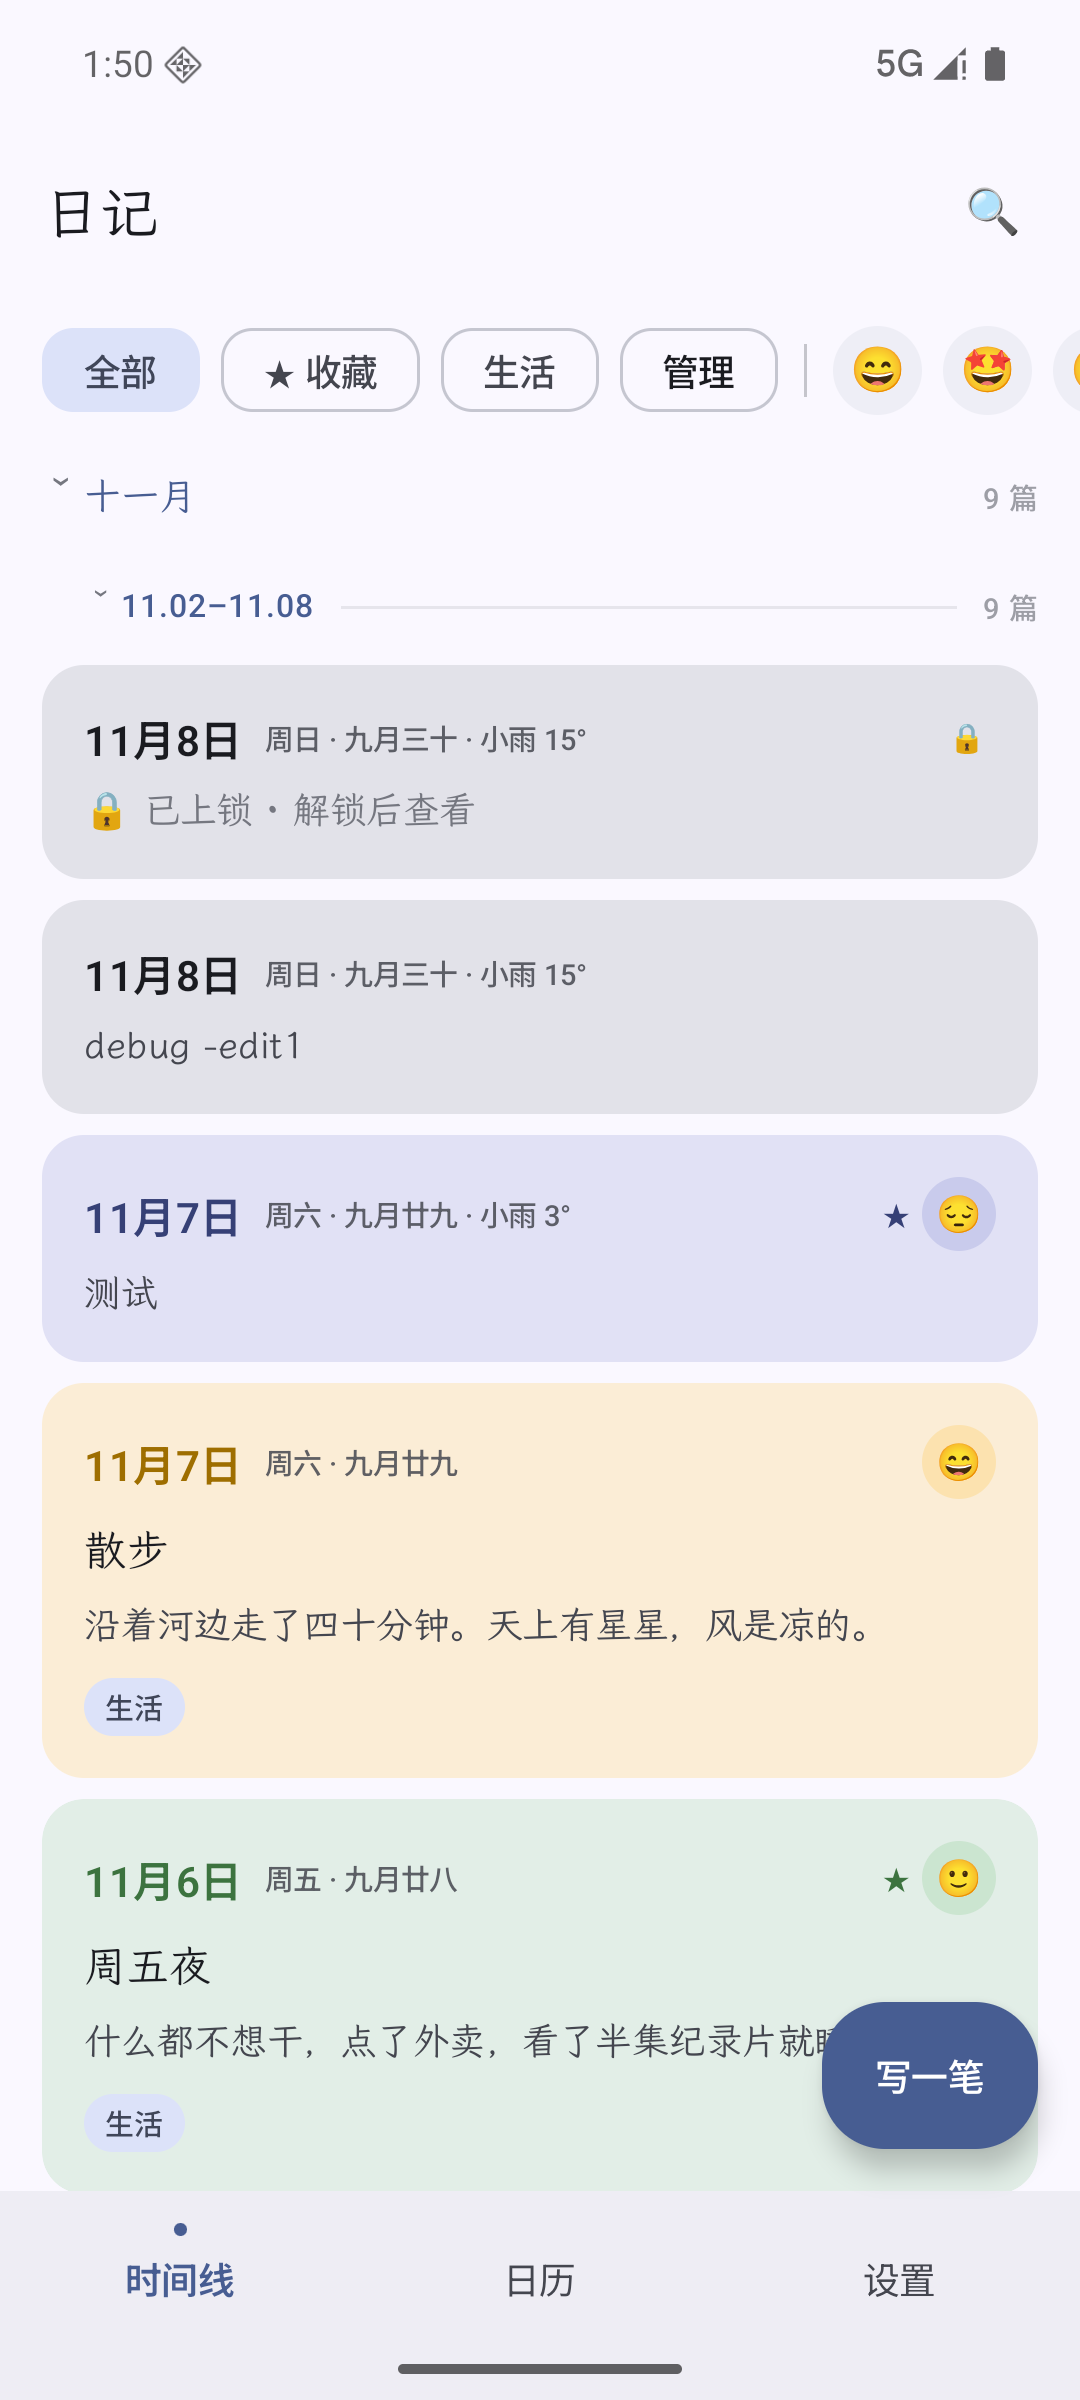 1:50
5G
日记
全部 ★ 收藏 生活 管理
十一月 9 篇
11.02–11.08 9 篇
11月8日 周日 · 九月三十 · 小雨 15°
已上锁 · 解锁后查看
11月8日 周日 · 九月三十 · 小雨 15°
debug -edit1
11月7日 周六 · 九月廿九 · 小雨 3° ★
测试
11月7日 周六 · 九月廿九
散步
沿着河边走了四十分钟。天上有星星，风是凉的。
生活
11月6日 周五 · 九月廿八 ★
周五夜
什么都不想干，点了外卖，看了半集纪录片就
生活
写一笔
时间线 日历 设置